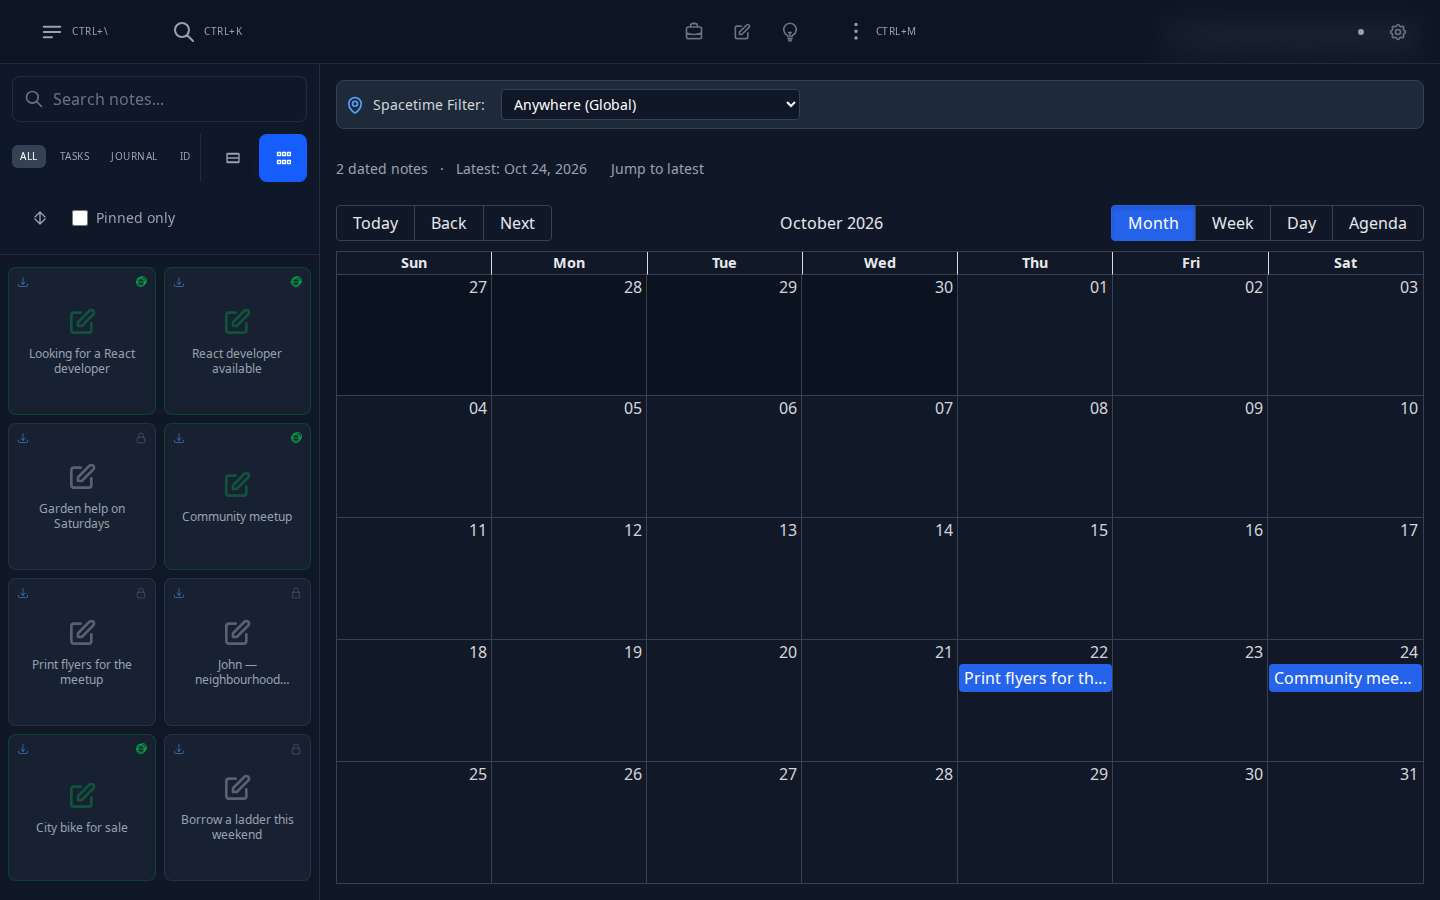 CTRL+\ CTRL+K CTRL+M
Search notes...
ALL TASKS JOURNAL ID
Pinned only
Looking for a React
developer
React developer
available
Garden help on
Saturdays
Community meetup
Print flyers for the
meetup
John —
neighbourhood...
City bike for sale
Borrow a ladder this
weekend
Spacetime Filter: Anywhere (Global)
2 dated notes · Latest: Oct 24, 2026 Jump to latest
Today Back Next October 2026 Month Week Day Agenda
Sun Mon Tue Wed Thu Fri Sat
27 28 29 30 01 02 03
04 05 06 07 08 09 10
11 12 13 14 15 16 17
18 19 20 21 22 23 24
Print flyers for th... Community mee...
25 26 27 28 29 30 31